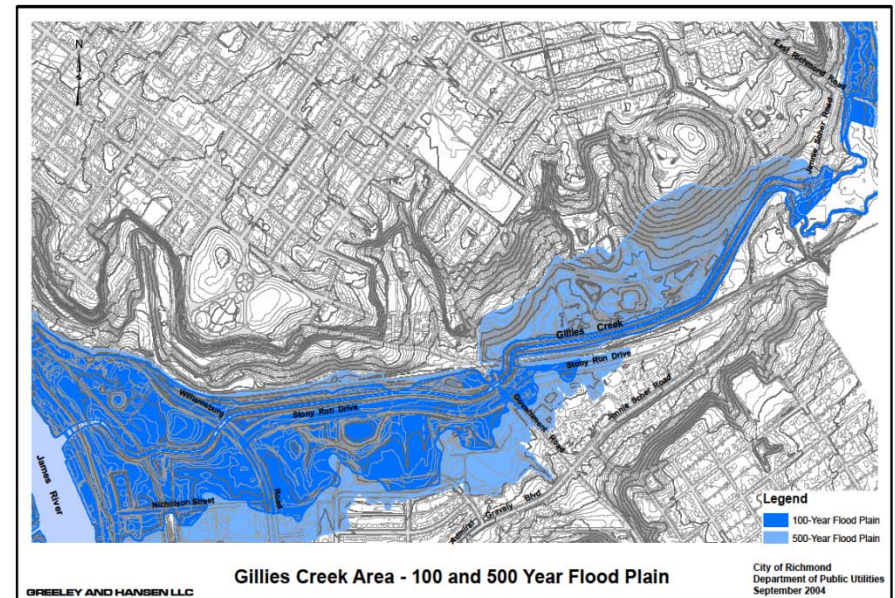 N
East Richmond Road
Jennie Scher Road
Gillies Creek
Stony Run Drive
Jennie Scher Road
Williamsburg
Stony Run Drive
Government Road
James River
Nicholson Street
Road
Admiral Gravely Blvd
Legend
100-Year Flood Plain
500-Year Flood Plain
Gillies Creek Area - 100 and 500 Year Flood Plain
GREELEY AND HANSEN LLC
City of Richmond
Department of Public Utilities
September 2004